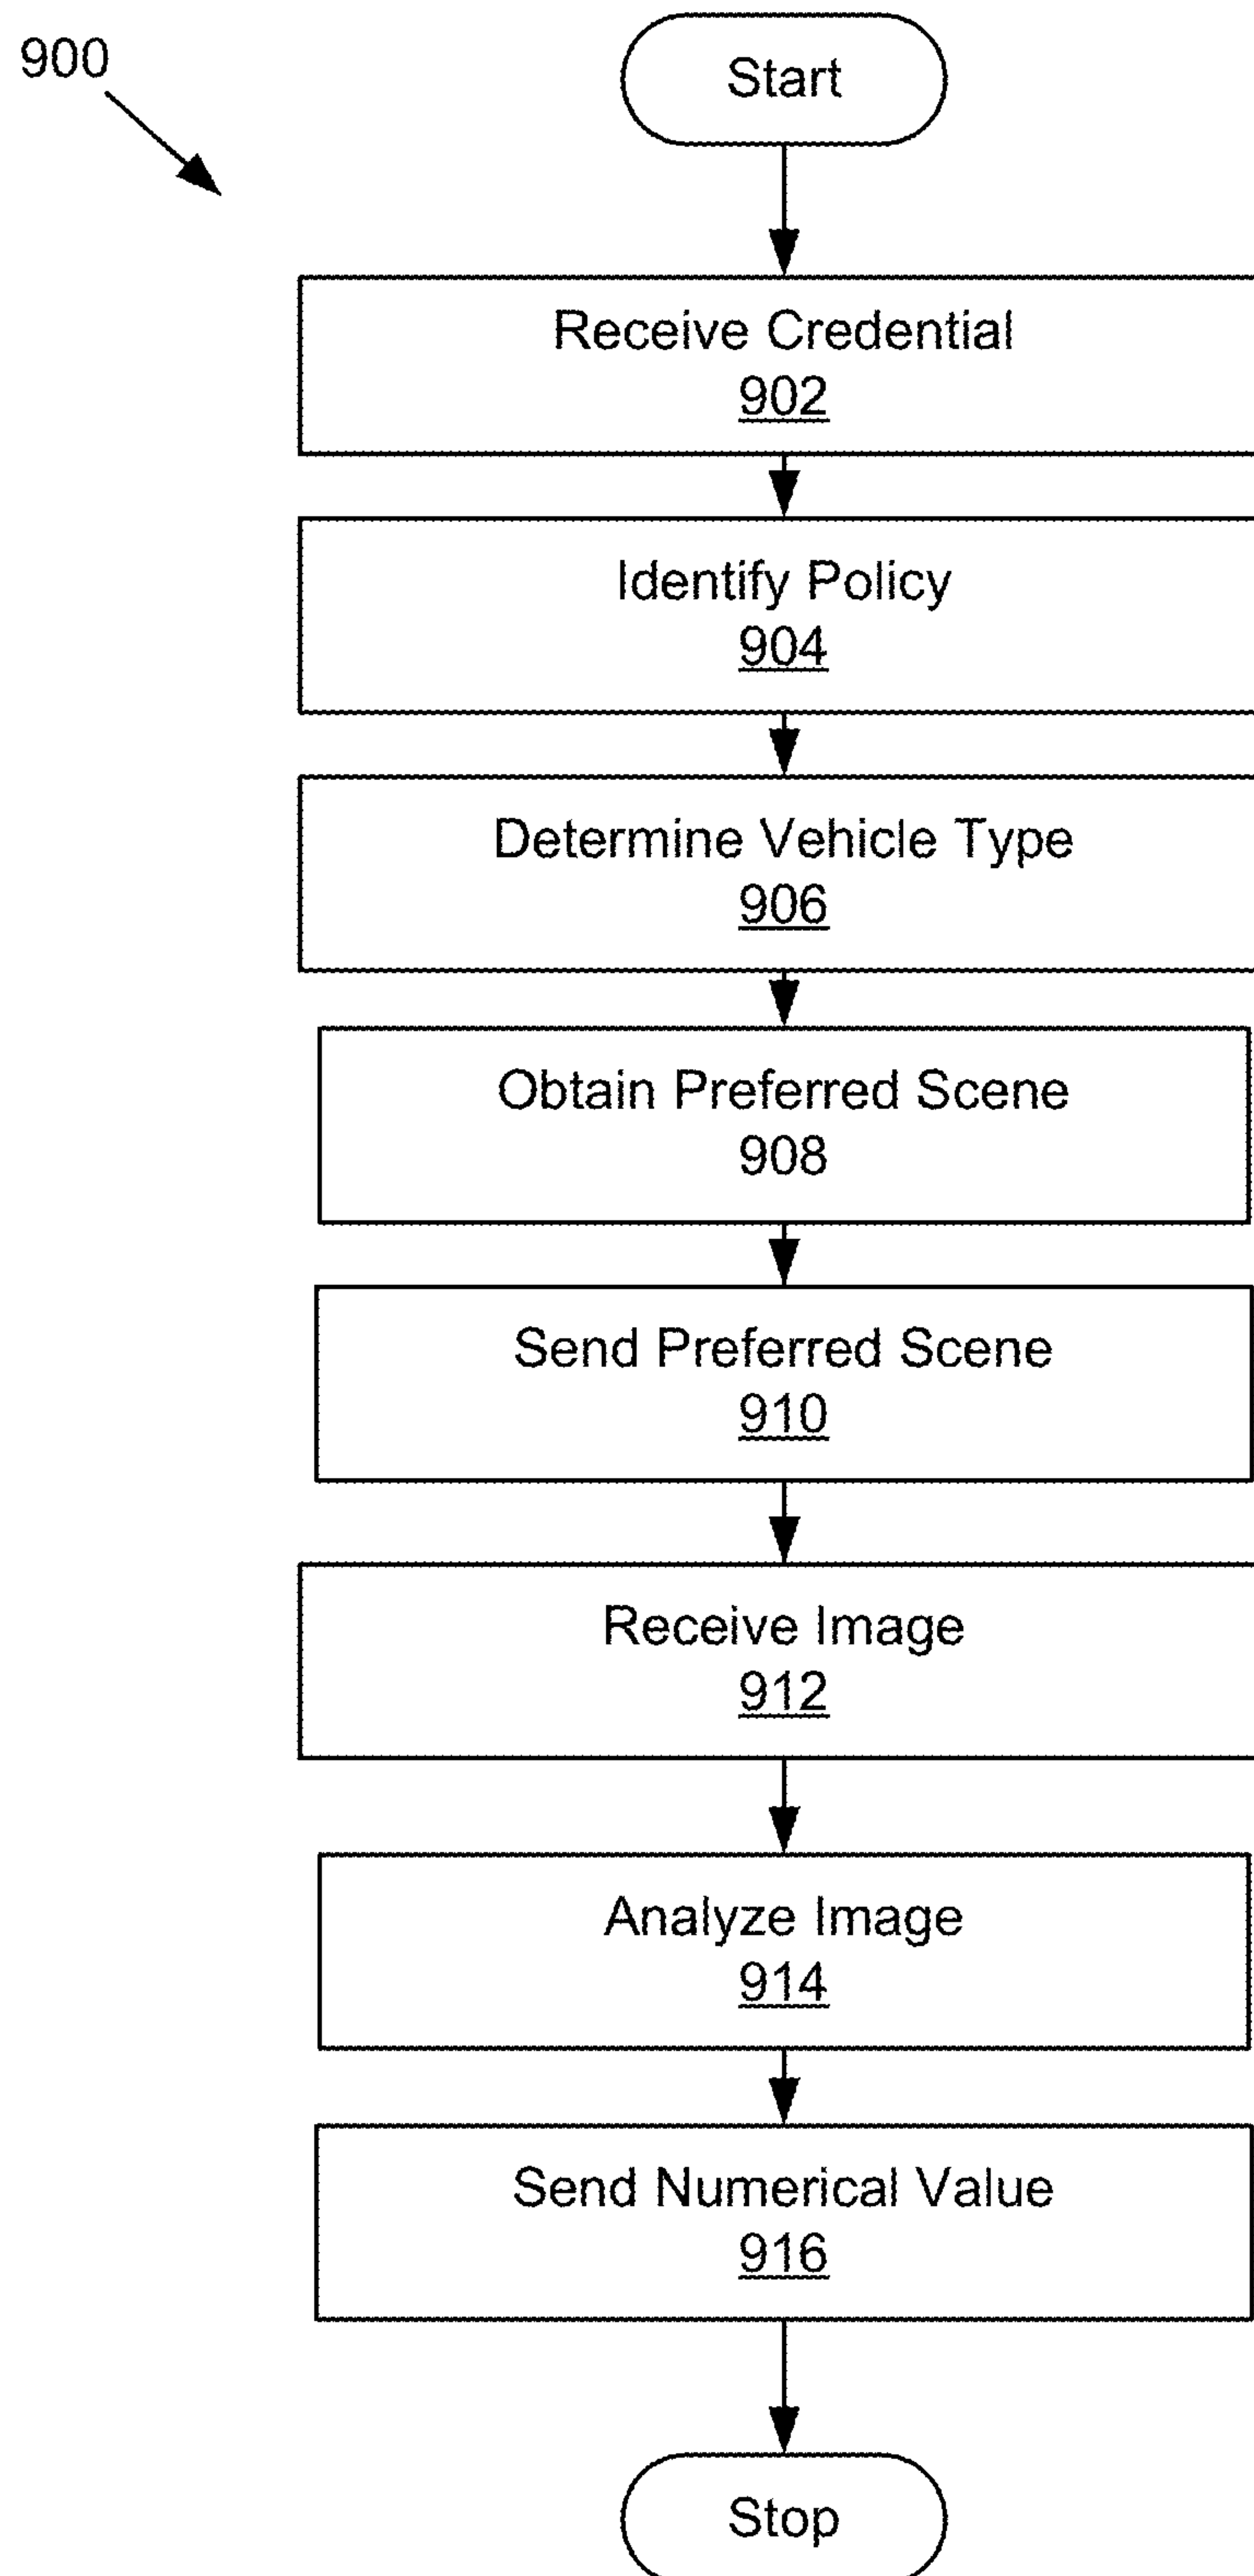 900
Start
Receive Credential
902
Identify Policy
904
Determine Vehicle Type
906
Obtain Preferred Scene
908
Send Preferred Scene
910
Receive Image
912
Analyze Image
914
Send Numerical Value
916
Stop